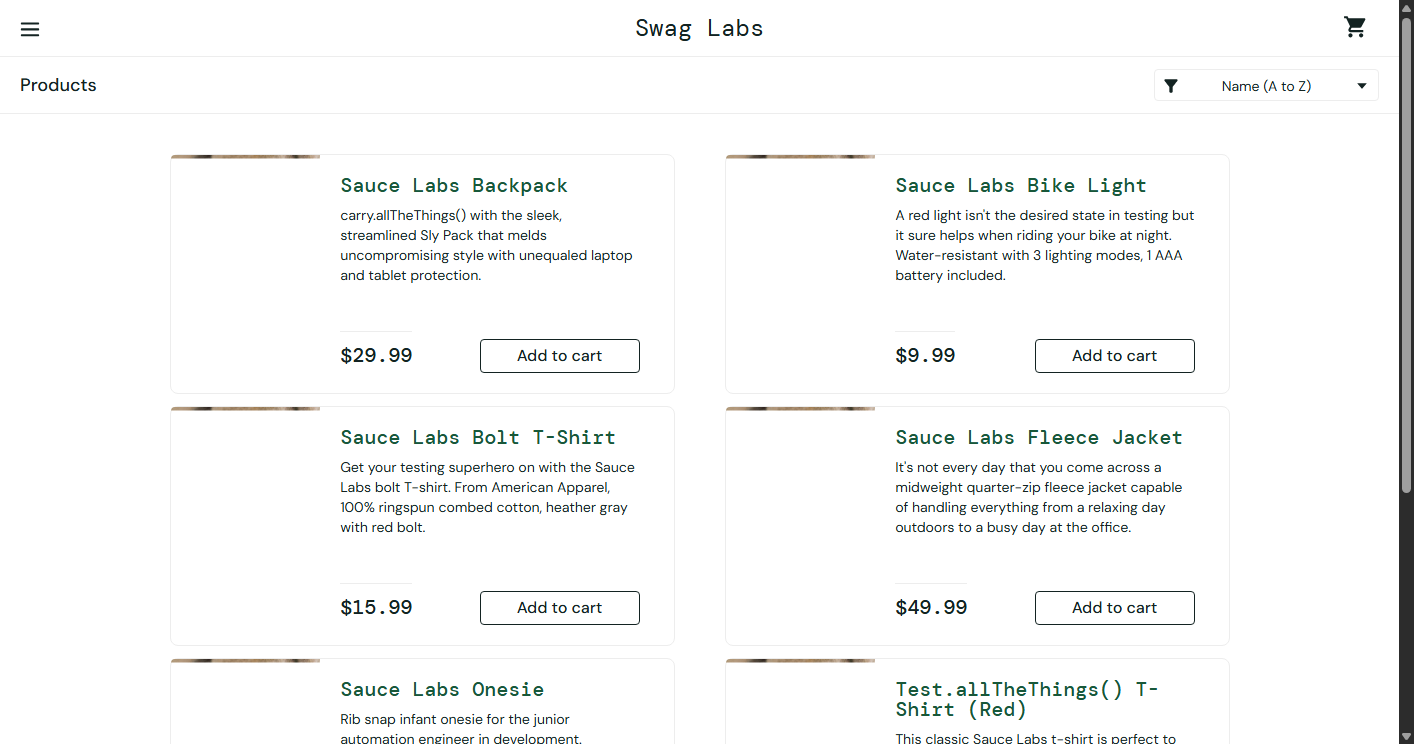 Swag Labs
Products
Name (A to Z)
Sauce Labs Backpack
carry.allTheThings() with the sleek,
streamlined Sly Pack that melds
uncompromising style with unequaled laptop
and tablet protection.
$29.99
Add to cart
Sauce Labs Bike Light
A red light isn't the desired state in testing but
it sure helps when riding your bike at night.
Water-resistant with 3 lighting modes, 1 AAA
battery included.
$9.99
Add to cart
Sauce Labs Bolt T-Shirt
Get your testing superhero on with the Sauce
Labs bolt T-shirt. From American Apparel,
100% ringspun combed cotton, heather gray
with red bolt.
$15.99
Add to cart
Sauce Labs Fleece Jacket
It's not every day that you come across a
midweight quarter-zip fleece jacket capable
of handling everything from a relaxing day
outdoors to a busy day at the office.
$49.99
Add to cart
Sauce Labs Onesie
Rib snap infant onesie for the junior
automation engineer in development.
Test.allTheThings() T-
Shirt (Red)
This classic Sauce Labs t-shirt is perfect to